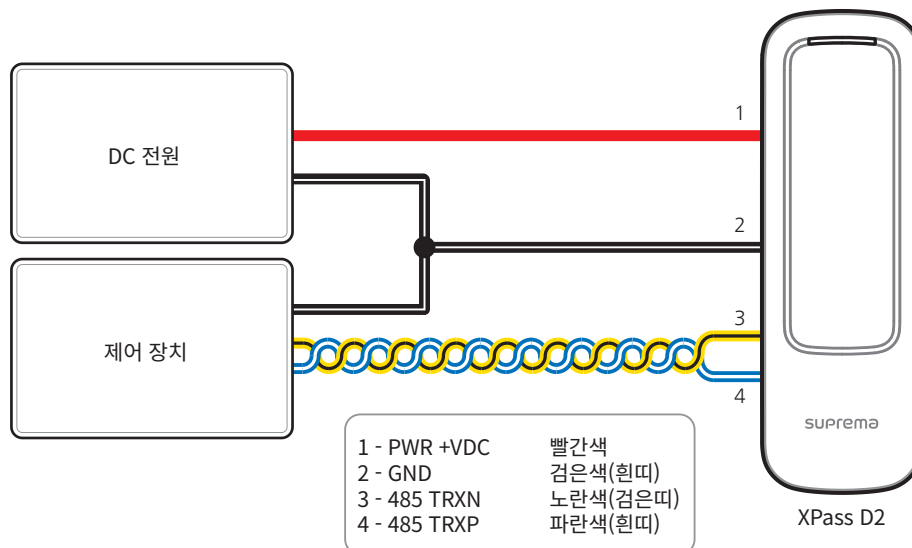 1
DC 전원
2
3
제어 장치
4
suprema
1 - PWR +VDC 빨간색
2 - GND 검은색(흰띠)
3 - 485 TRXN 노란색(검은띠)
4 - 485 TRXP 파란색(흰띠)
XPass D2